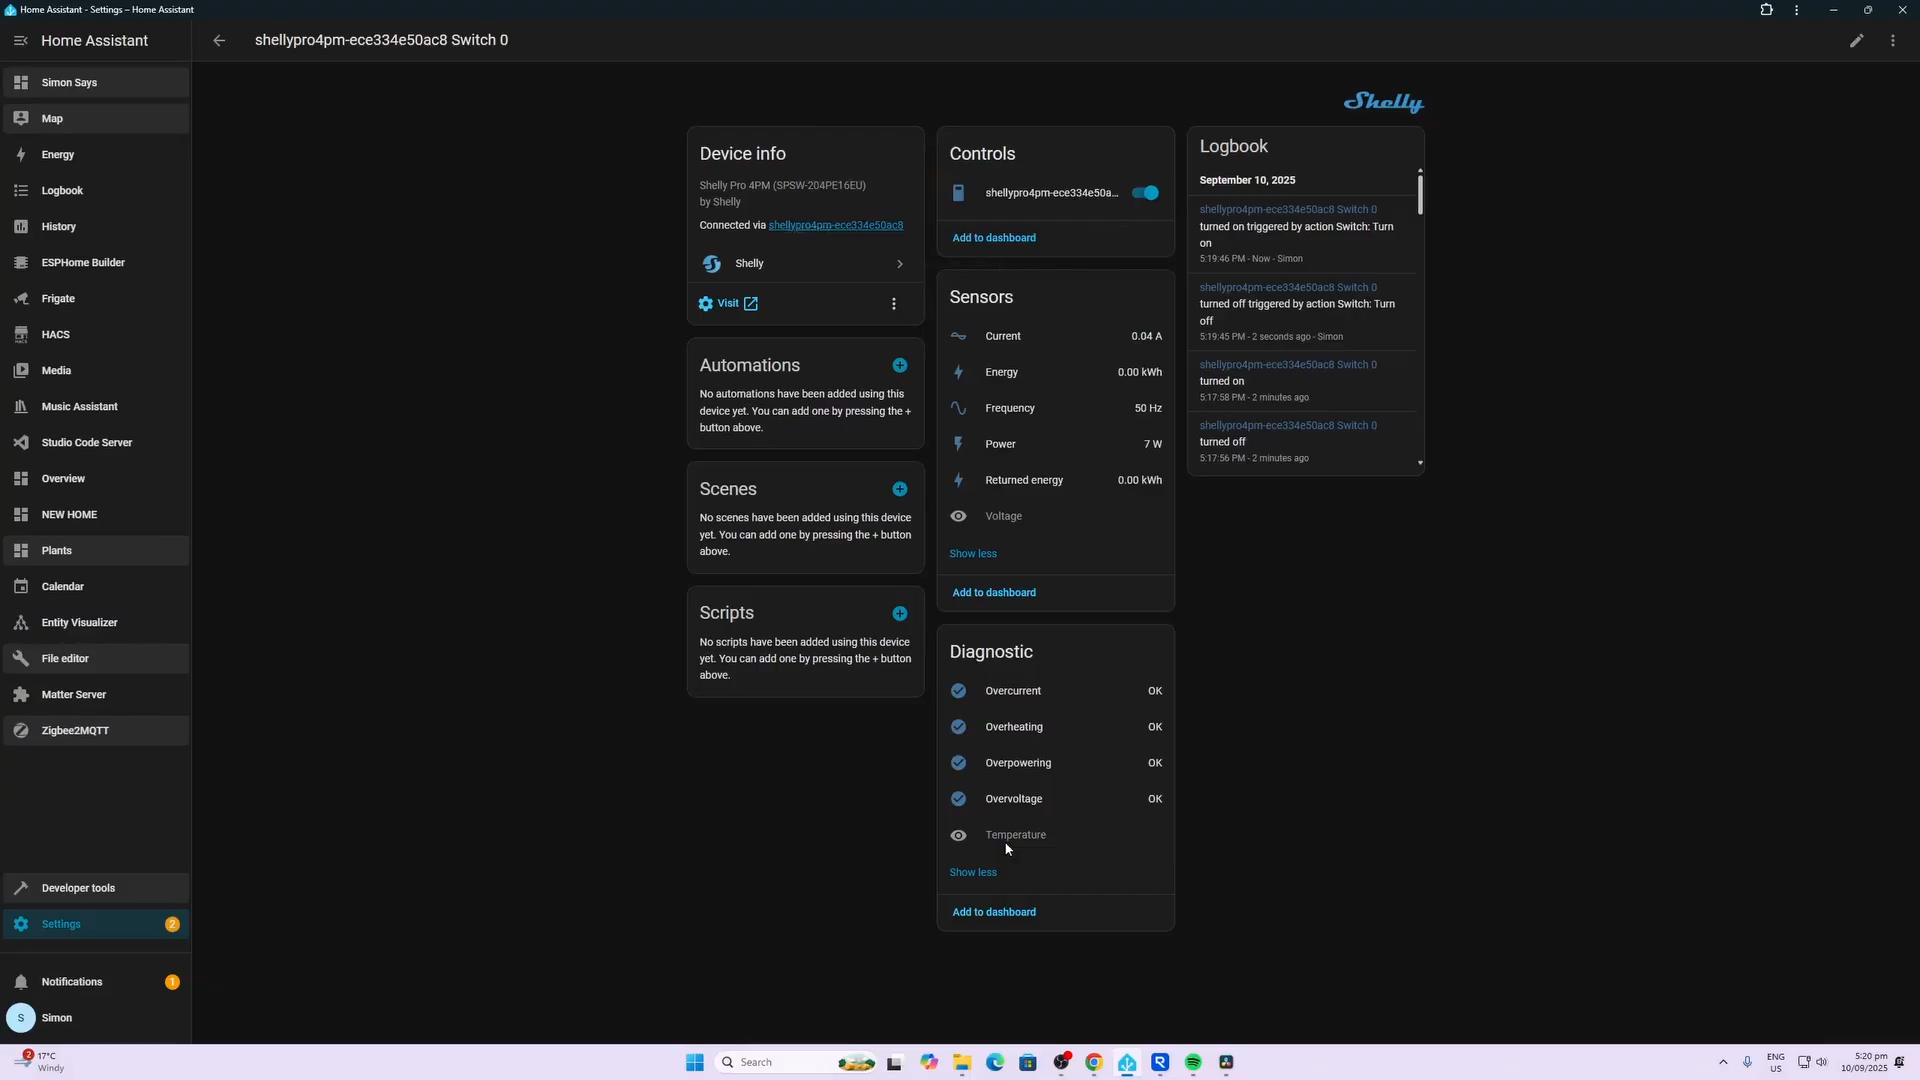 Home Assistant - Settings – Home Assistant
Home Assistant
shellypro4pm-ece334e50ac8 Switch 0
Simon Says
Map
Energy
Logbook
History
ESPHome Builder
Frigate
HACS
HACS
Media
Music Assistant
Studio Code Server
Overview
NEW HOME
Plants
Calendar
Entity Visualizer
File editor
Matter Server
Zigbee2MQTT
Developer tools
Settings
2
Notifications
1
S
Simon
Device info
Shelly Pro 4PM (SPSW-204PE16EU)
by Shelly
Connected via shellypro4pm-ece334e50ac8
Shelly
Visit
Automations
No automations have been added using this
device yet. You can add one by pressing the +
button above.
Scenes
No scenes have been added using this device
yet. You can add one by pressing the + button
above.
Scripts
No scripts have been added using this device
yet. You can add one by pressing the + button
above.
Controls
shellypro4pm-ece334e50a...
Add to dashboard
Sensors
Current 0.04 A
Energy 0.00 kWh
Frequency 50 Hz
Power 7 W
Returned energy 0.00 kWh
Voltage
Show less
Add to dashboard
Diagnostic
Overcurrent OK
Overheating OK
Overpowering OK
Overvoltage OK
Temperature
Show less
Add to dashboard
Shelly
Logbook
September 10, 2025
shellypro4pm-ece334e50ac8 Switch 0
turned on triggered by action Switch: Turn
on
5:19:46 PM - Now - Simon
shellypro4pm-ece334e50ac8 Switch 0
turned off triggered by action Switch: Turn
off
5:19:45 PM - 2 seconds ago - Simon
shellypro4pm-ece334e50ac8 Switch 0
turned on
5:17:58 PM - 2 minutes ago
shellypro4pm-ece334e50ac8 Switch 0
turned off
5:17:56 PM - 2 minutes ago
2
17°C
Windy
Search
ENG
US
5:20 pm
10/09/2025